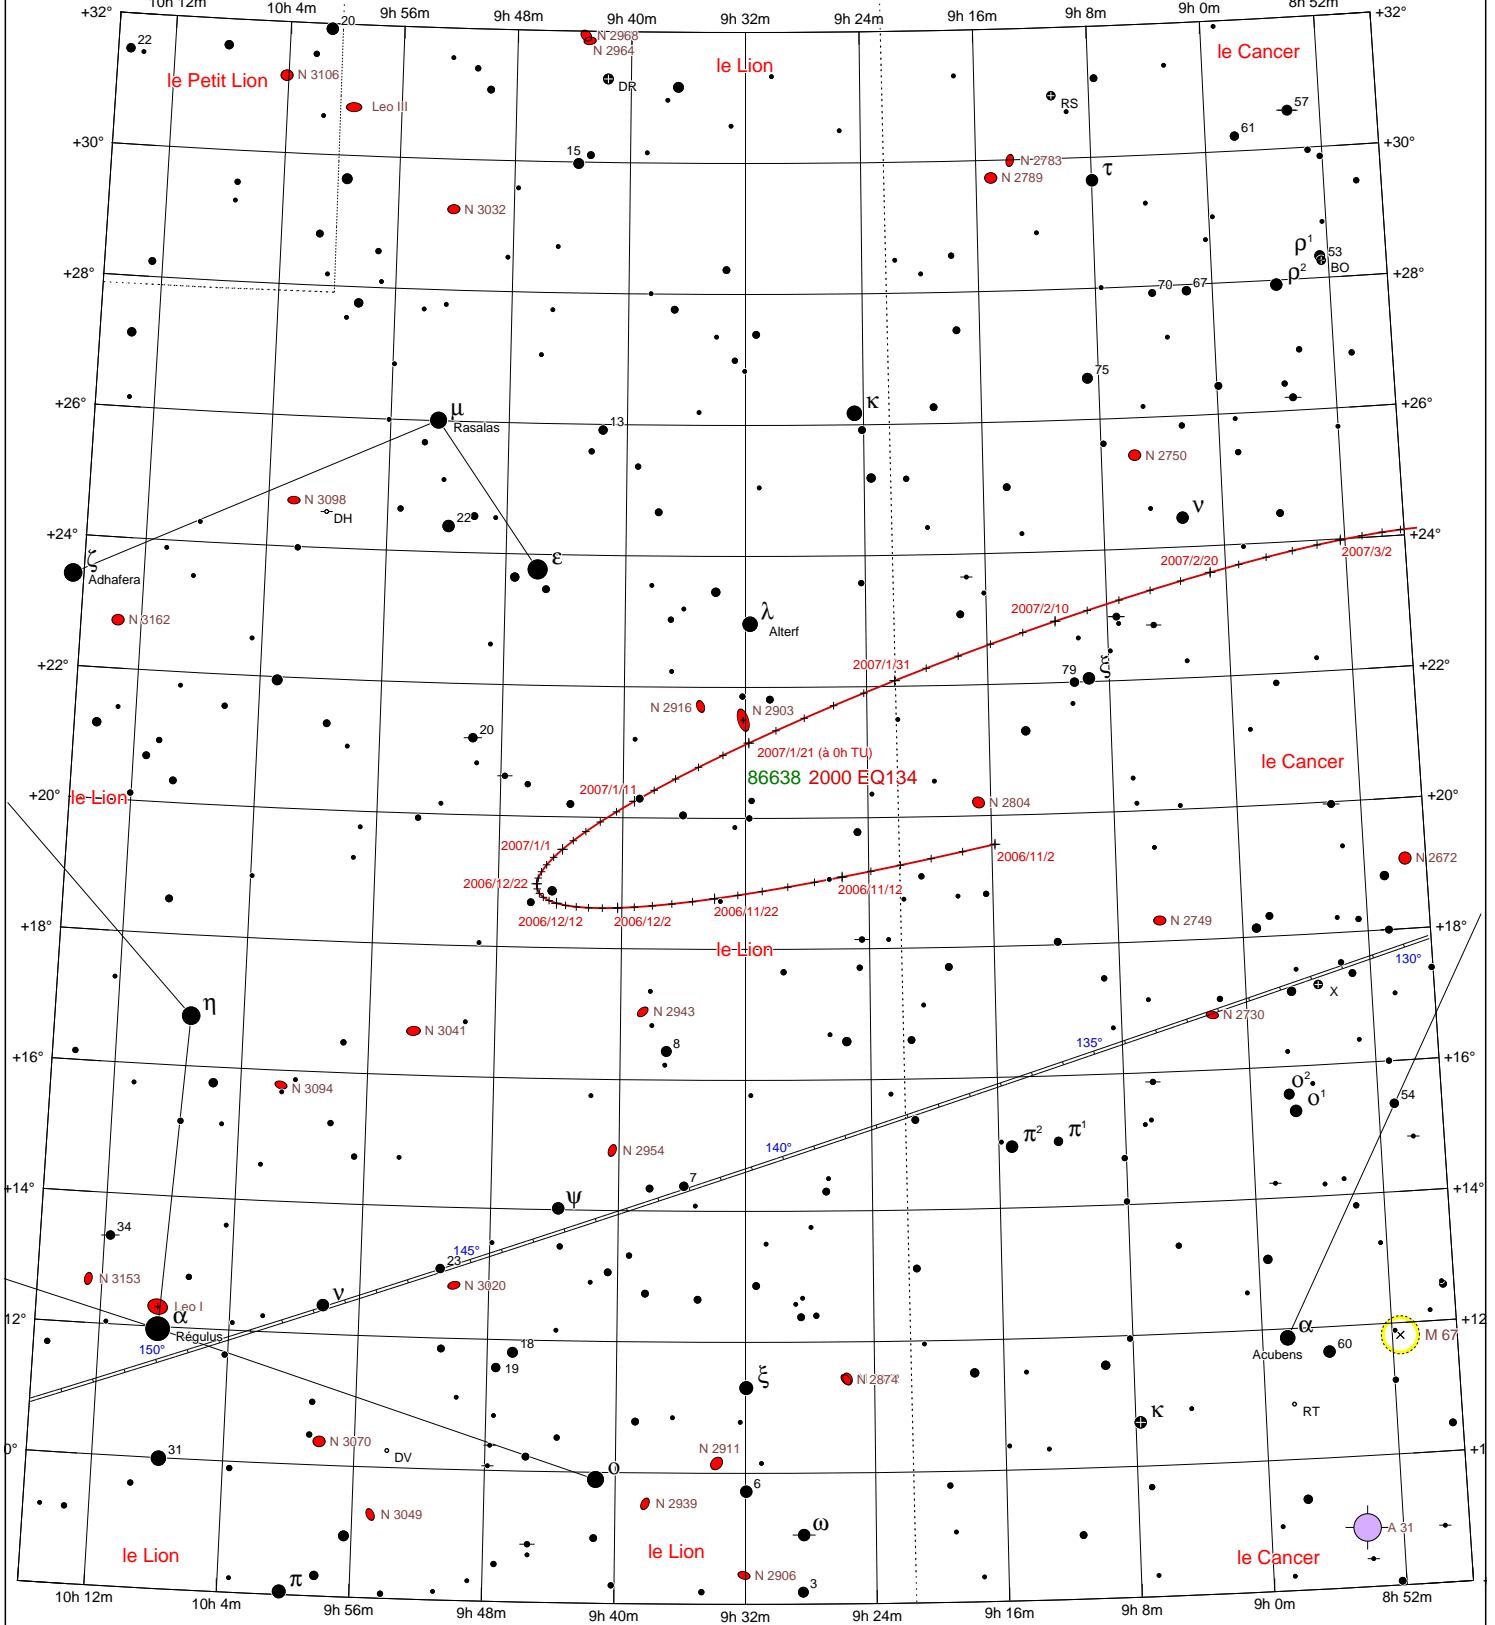 10h 12m 10h 4m 9h 56m 9h 48m 9h 40m 9h 32m 9h 24m 9h 16m 9h 8m 9h 0m 8h 52m
+32° +32°
20
22
N 2968
N 2964
le Petit Lion
N 3106
le Lion
le Cancer
DR
RS
57
Leo III
61
+30° +30°
15
N 2783
N 2789
τ
N 3032
ρ1
53
BO
ρ2
+28° +28°
70
67
75
+26° +26°
μ
Rasalas
κ
13
N 2750
N 3098
DH
22
ν
+24° +24°
ζ
Adhafera
ε
2007/2/20
2007/3/2
2007/2/10
λ
Alterf
N 3162
+22° +22°
2007/1/31
79
ξ
N 2916
N 2903
20
2007/1/21 (à 0h TU)
86638 2000 EQ134
le Cancer
2007/1/11
le Lion
+20° +20°
N 2804
2007/1/1
2006/11/2
N 2672
2006/12/22
2006/11/12
2006/12/12
2006/12/2
2006/11/22
N 2749
+18° +18°
le Lion
130°
η
X
N 2943
N 3041
N 2730
8
135°
+16° +16°
N 3094
ο2
ο1
54
π2
π1
N 2954
140°
7
+14° +14°
ψ
34
145°
23
N 3153
N 3020
Leo I
ν
α
Régulus
12° +12
α
Acubens
M 67
150°
18
19
60
ξ
N 2874
κ
RT
N 3070
DV
31
0° +1
N 2911
ο
6
N 3049
N 2939
ω
A 31
le Lion
le Lion
le Cancer
π
N 2906
3
10h 12m 10h 4m 9h 56m 9h 48m 9h 40m 9h 32m 9h 24m 9h 16m 9h 8m 9h 0m 8h 52m